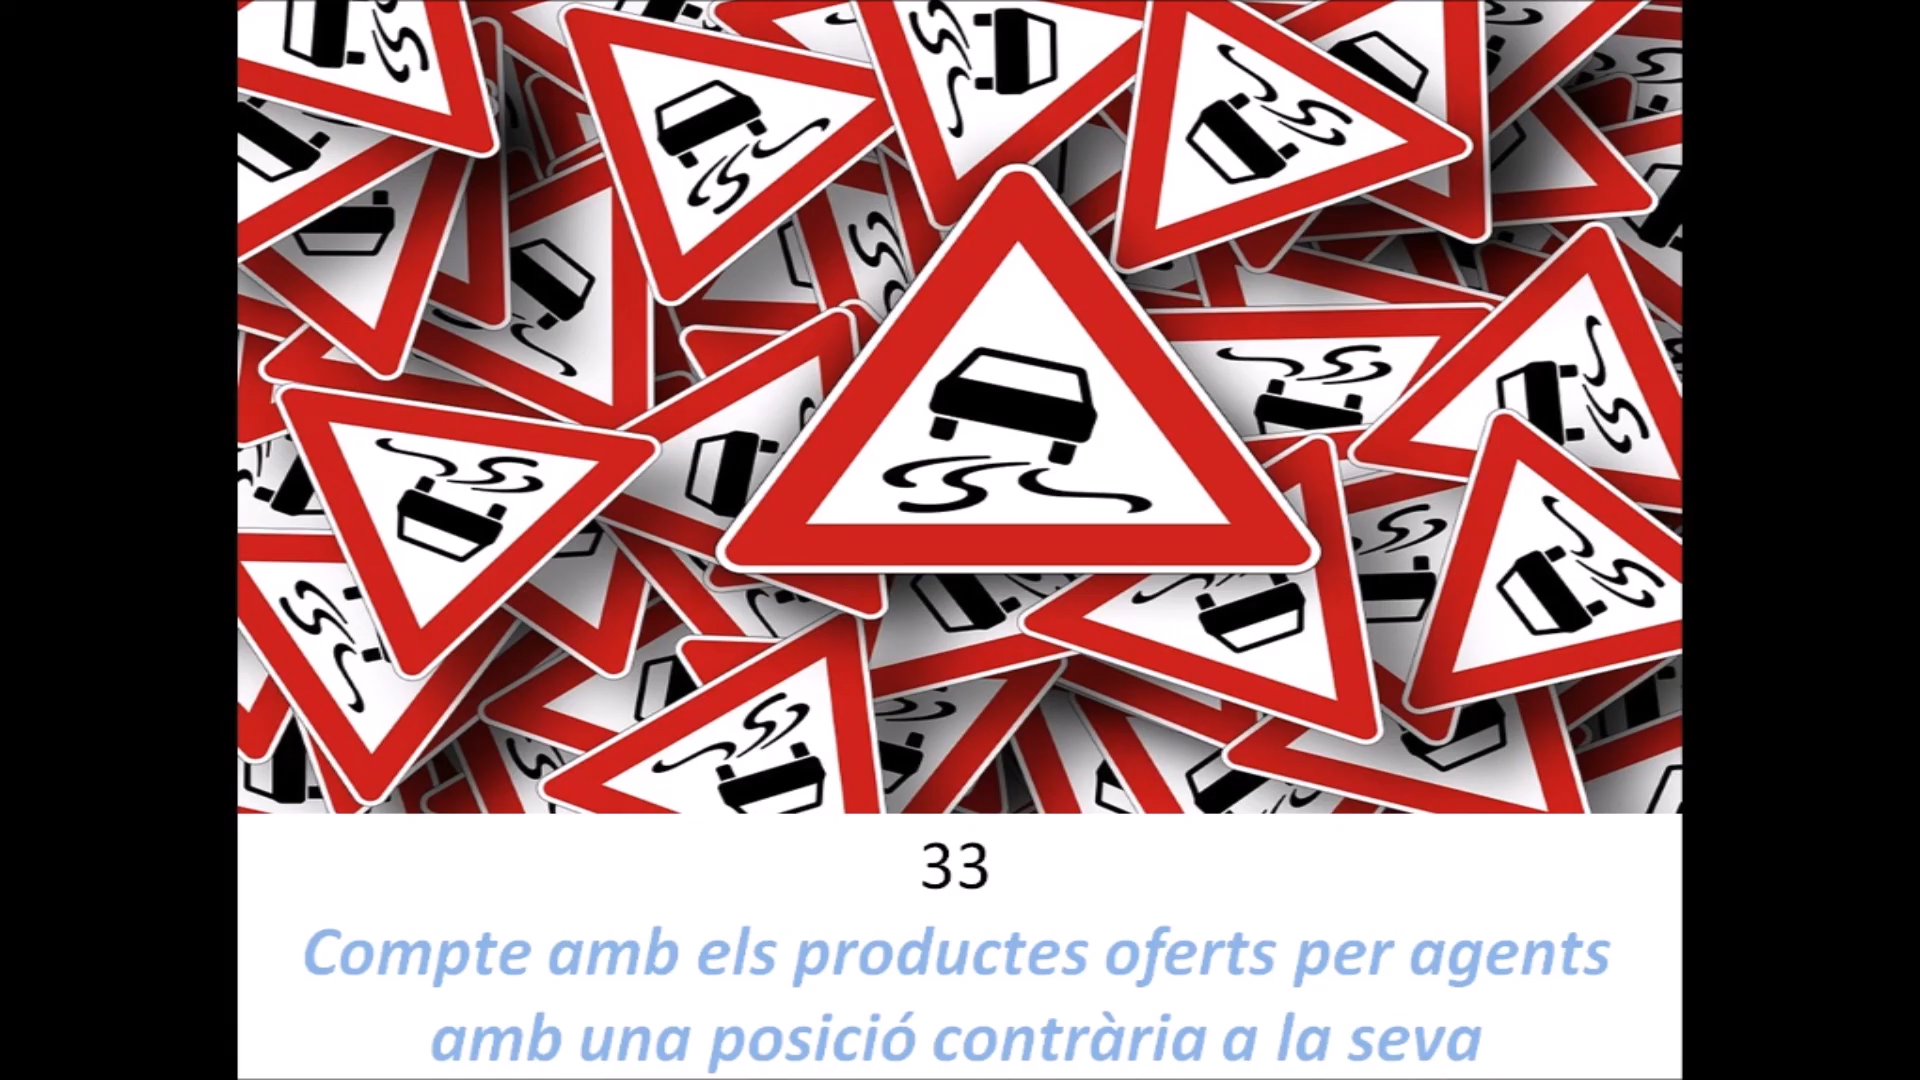 33
Compte amb els productes oferts per agents
amb una posició contrària a la seva